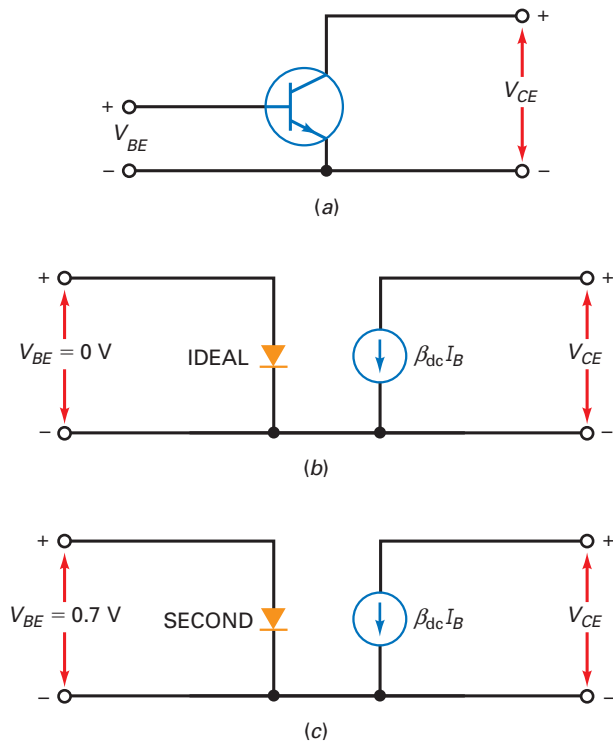 +
V_CE
+
V_BE
−
−
(a)
+
+
V_BE = 0 V
IDEAL
β_dc I_B
V_CE
−
−
(b)
+
+
V_BE = 0.7 V
SECOND
β_dc I_B
V_CE
−
−
(c)